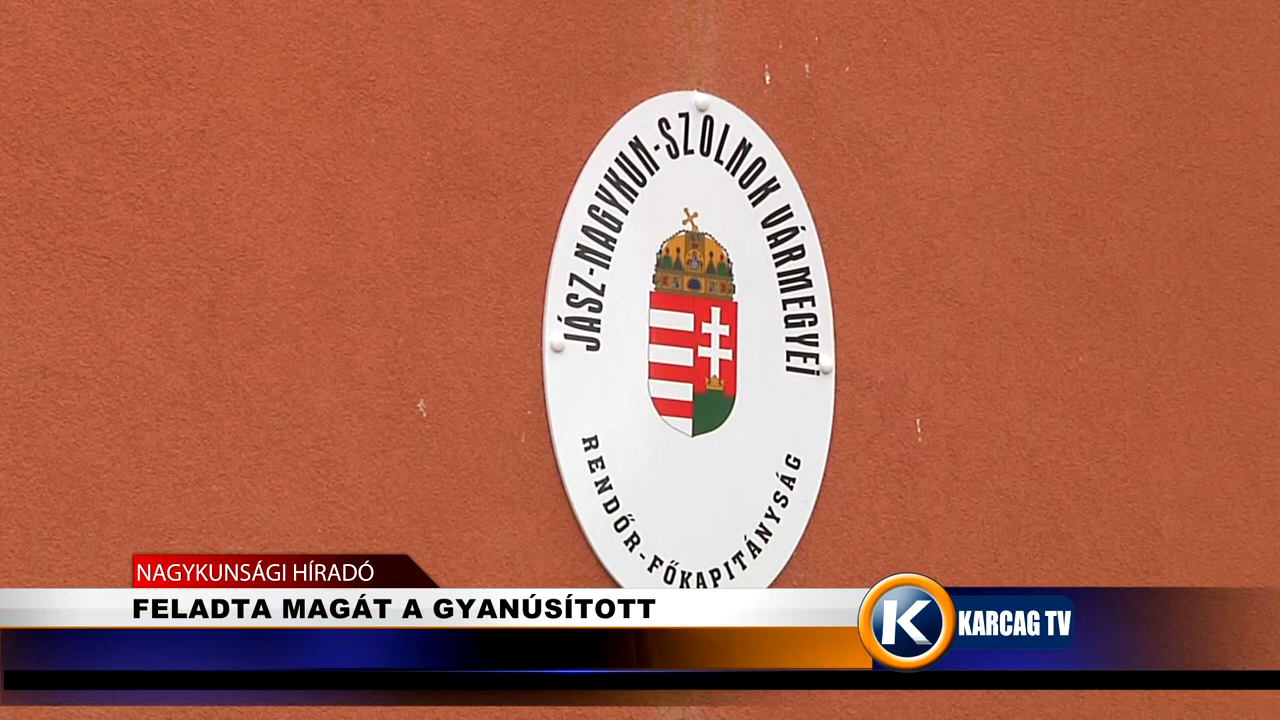 JÁSZ-NAGYKUN-SZOLNOK VÁRMEGYEI
RENDŐR-FŐKAPITÁNYSÁG
NAGYKUNSÁGI HÍRADÓ
FELADTA MAGÁT A GYANÚSÍTOTT
K KARCAG TV